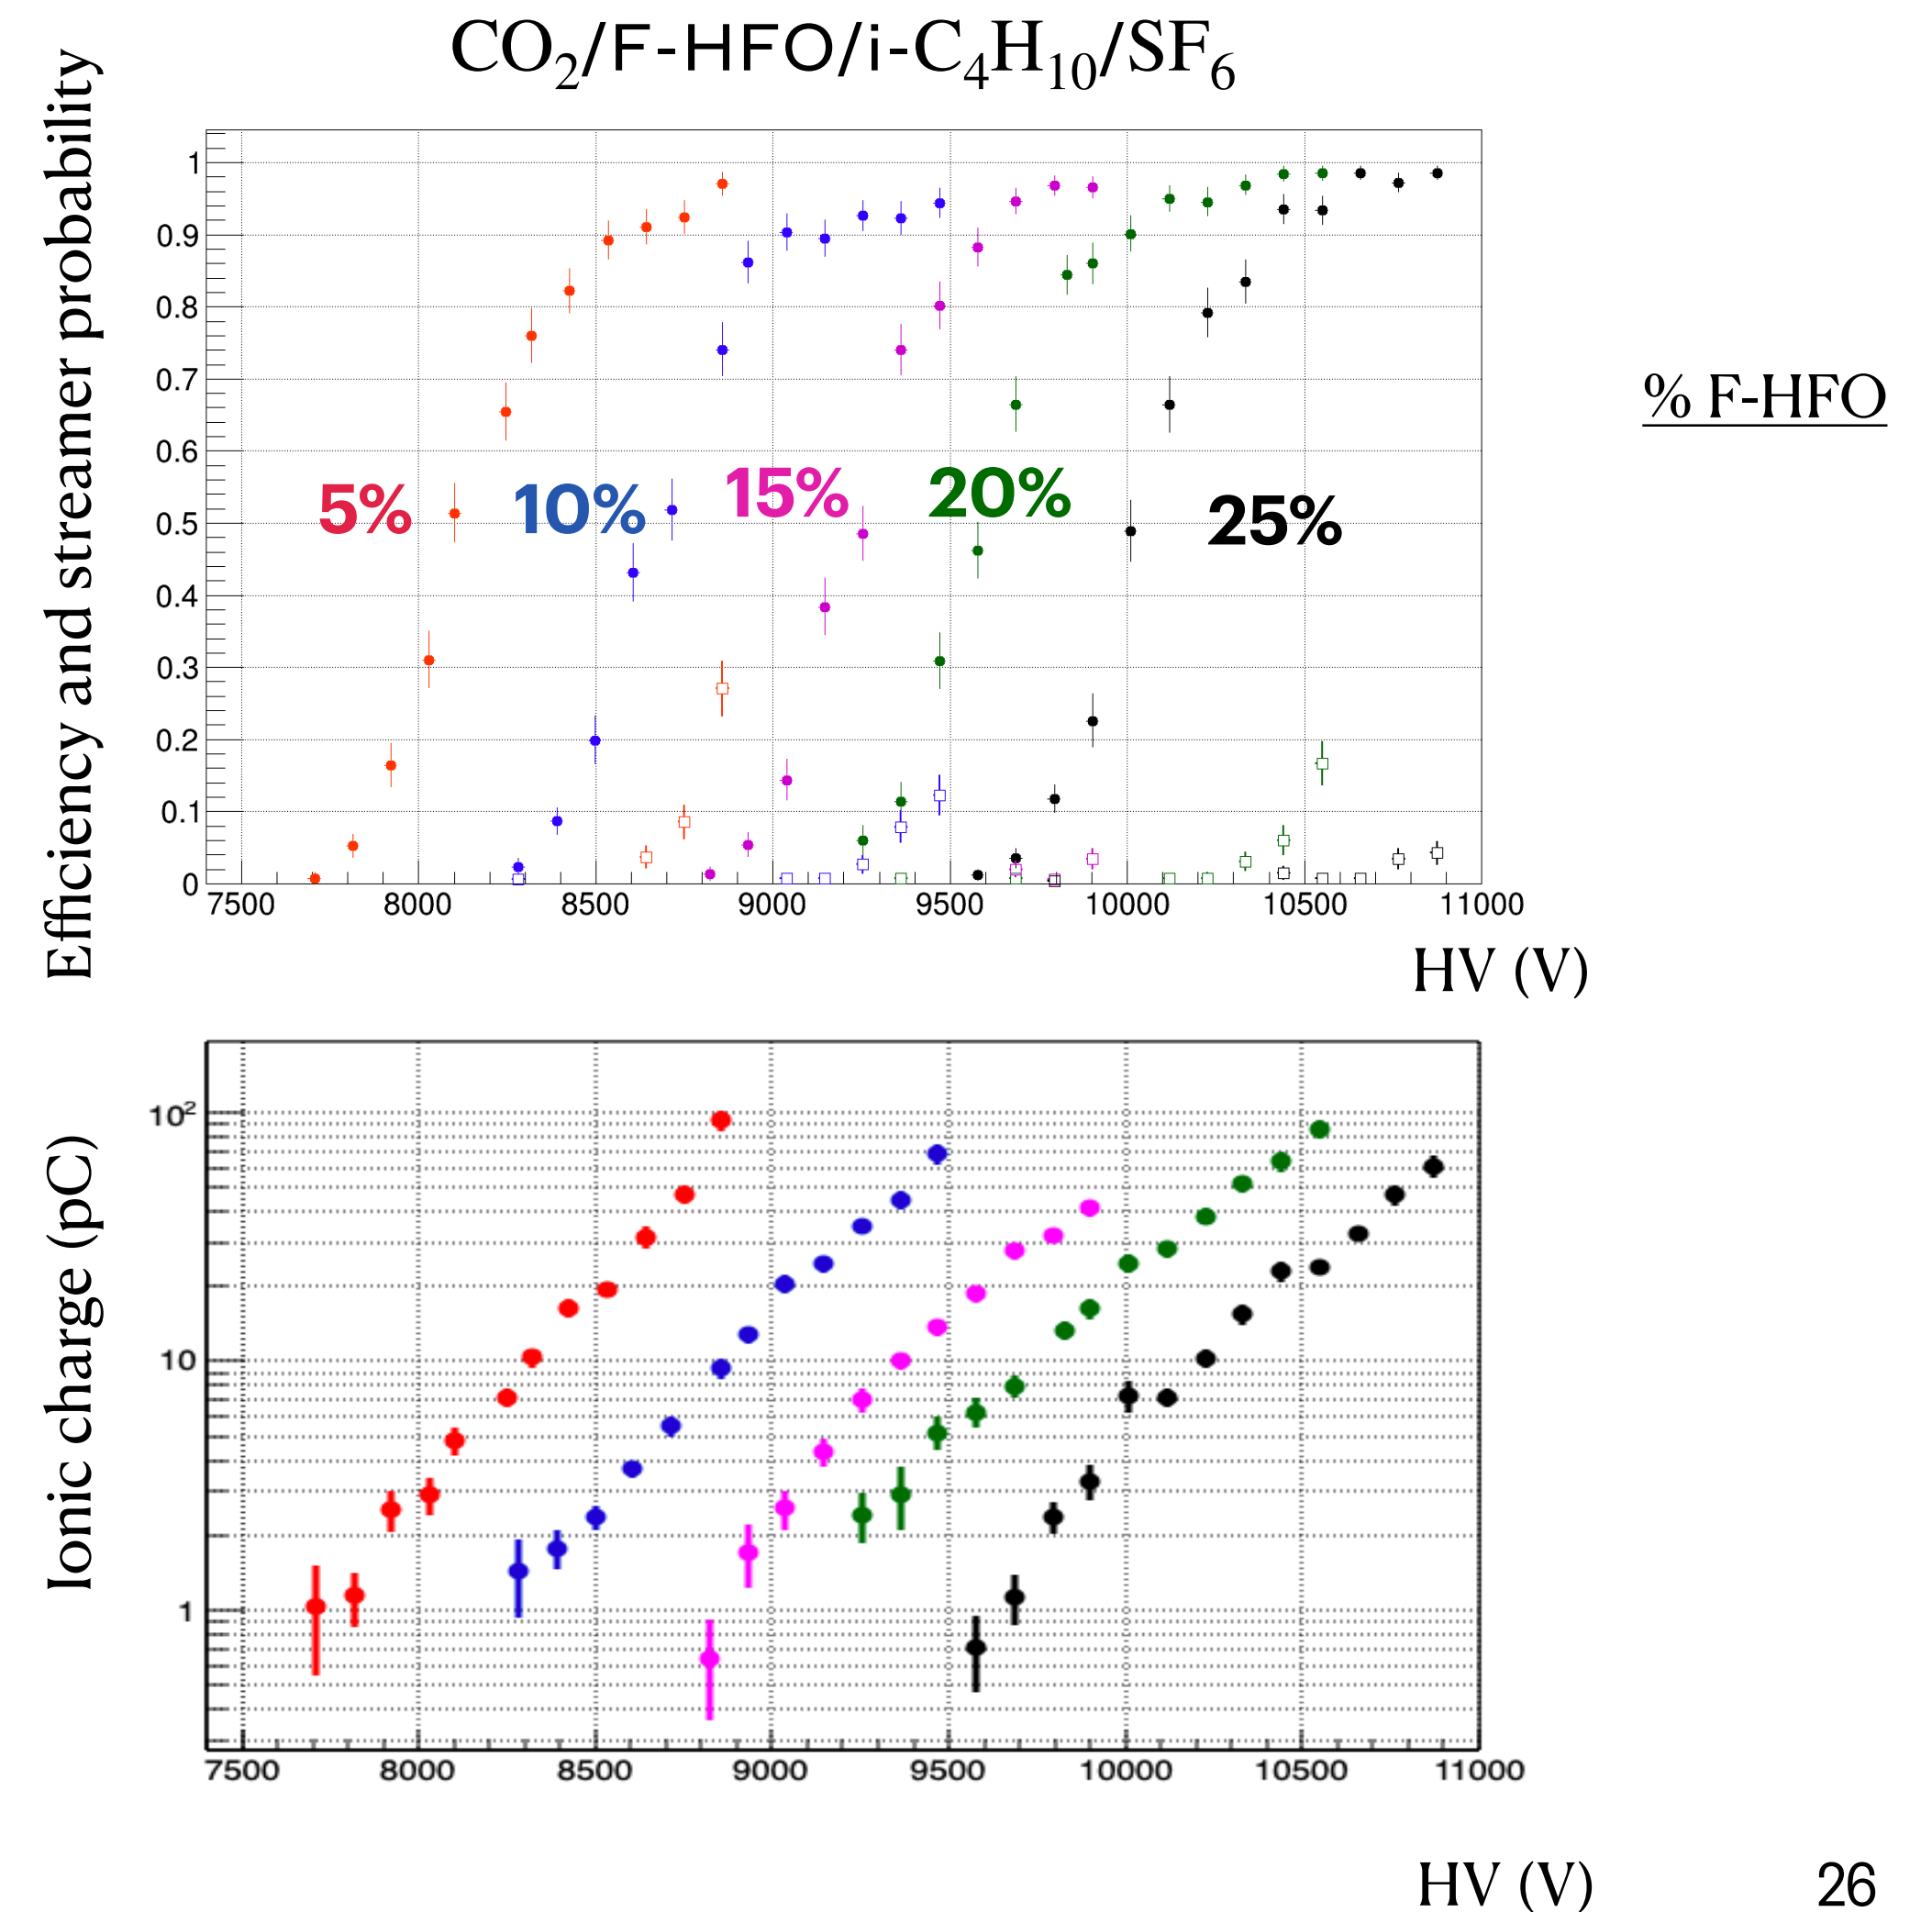 CO₂/F-HFO/i-C₄H₁₀/SF₆
Efficiency and streamer probability
1
0.9
0.8
0.7
0.6
0.5
0.4
0.3
0.2
0.1
0
5%
10%
15%
20%
25%
% F-HFO
7500 8000 8500 9000 9500 10000 10500 11000
HV (V)
Ionic charge (pC)
10²
10
1
7500 8000 8500 9000 9500 10000 10500 11000
HV (V)
26